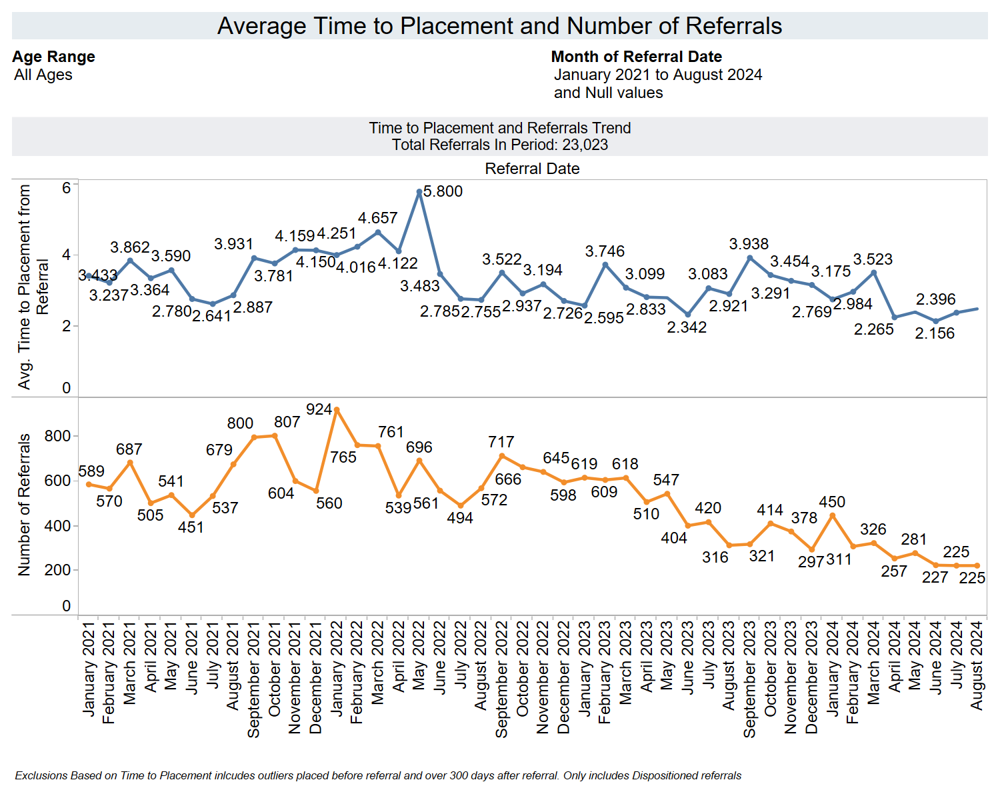 Average Time to Placement and Number of Referrals
Age Range
All Ages
Month of Referral Date
January 2021 to August 2024
and Null values
Time to Placement and Referrals Trend
Total Referrals In Period: 23,023
Referral Date
Avg. Time to Placement from
Referral
6
4
2
0
3.433
3.237
3.862
3.364
3.590
2.780
2.641
2.887
3.931
3.781
4.159
4.150
4.016
4.251
4.657
4.122
5.800
3.483
2.785
2.755
3.522
2.937
3.194
2.726
2.595
3.746
3.099
2.833
2.342
3.083
2.921
3.938
3.454
3.291
3.175
2.769
2.984
3.523
2.265
2.156
2.396
Number of Referrals
800
600
400
200
0
589
570
687
505
541
451
537
679
800
807
604
560
924
765
761
539
696
561
494
572
717
666
645
598
619
609
618
510
547
404
420
316
321
414
378
297
450
311
326
257
281
227
225
225
January 2021
February 2021
March 2021
April 2021
May 2021
June 2021
July 2021
August 2021
September 2021
October 2021
November 2021
December 2021
January 2022
February 2022
March 2022
April 2022
May 2022
June 2022
July 2022
August 2022
September 2022
October 2022
November 2022
December 2022
January 2023
February 2023
March 2023
April 2023
May 2023
June 2023
July 2023
August 2023
September 2023
October 2023
November 2023
December 2023
January 2024
February 2024
March 2024
April 2024
May 2024
June 2024
July 2024
August 2024
Exclusions Based on Time to Placement inlcudes outliers placed before referral and over 300 days after referral. Only includes Dispositioned referrals